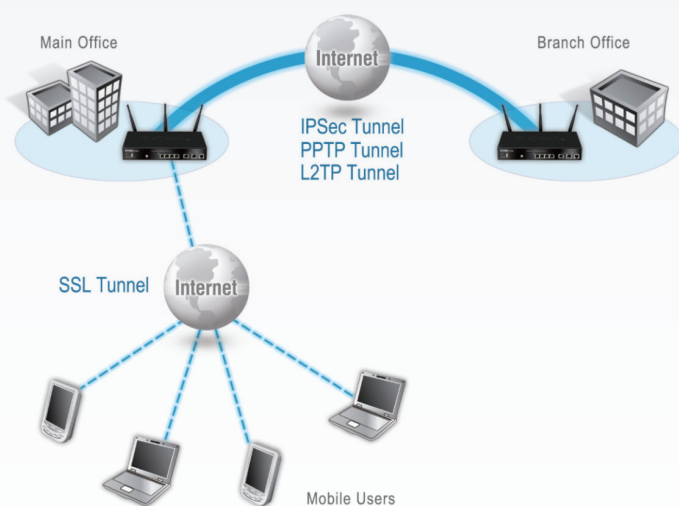 Main Office
Internet
Branch Office
IPSec Tunnel
PPTP Tunnel
L2TP Tunnel
SSL Tunnel
Internet
Mobile Users